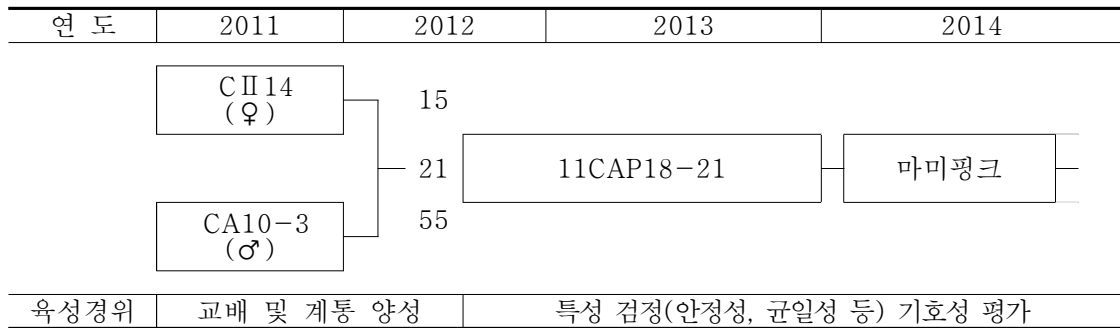 연 도 2011 2012 2013 2014
CⅡ14
(♀)
15
21
11CAP18-21
마미핑크
55
CA10-3
(♂)
육성경위 교배 및 계통 양성 특성 검정(안정성, 균일성 등) 기호성 평가